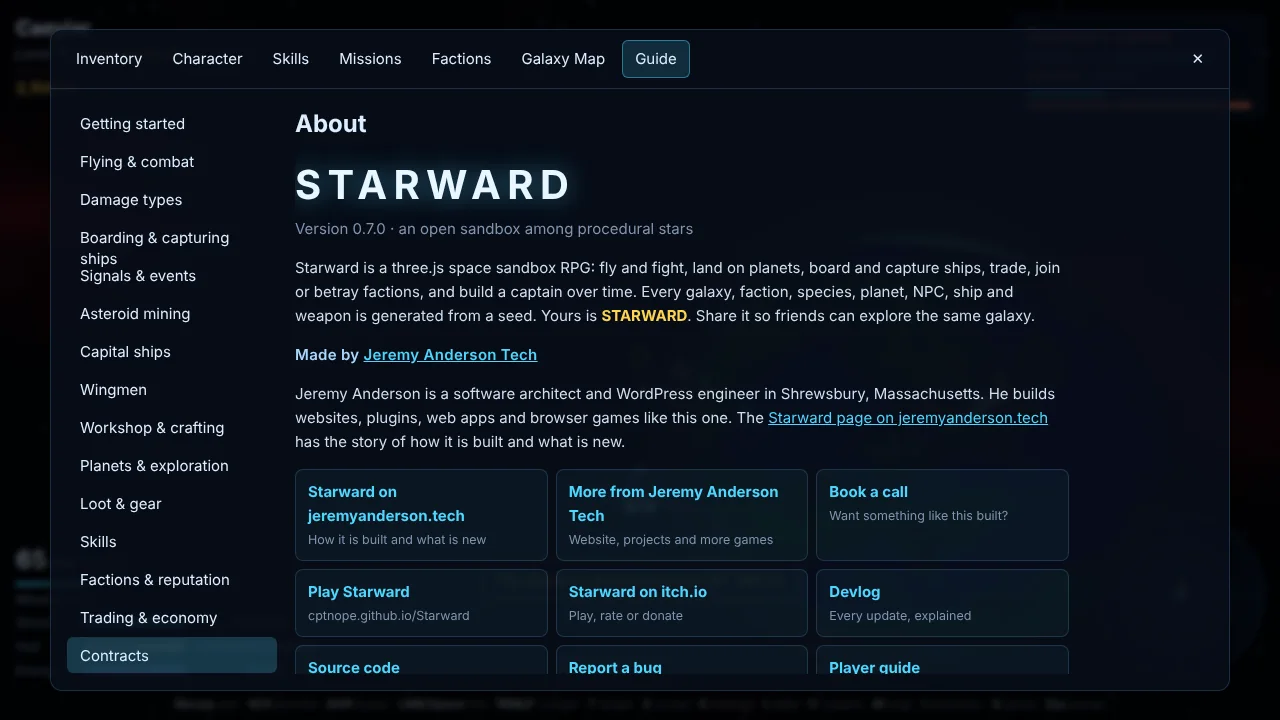 Inventory
Character
Skills
Missions
Factions
Galaxy Map
Guide
×
Getting started
Flying & combat
Damage types
Boarding & capturing
ships
Signals & events
Asteroid mining
Capital ships
Wingmen
Workshop & crafting
Planets & exploration
Loot & gear
Skills
Factions & reputation
Trading & economy
Contracts
About
STARWARD
Version 0.7.0 · an open sandbox among procedural stars
Starward is a three.js space sandbox RPG: fly and fight, land on planets, board and capture ships, trade, join
or betray factions, and build a captain over time. Every galaxy, faction, species, planet, NPC, ship and
weapon is generated from a seed. Yours is STARWARD. Share it so friends can explore the same galaxy.
Made by Jeremy Anderson Tech
Jeremy Anderson is a software architect and WordPress engineer in Shrewsbury, Massachusetts. He builds
websites, plugins, web apps and browser games like this one. The Starward page on jeremyanderson.tech
has the story of how it is built and what is new.
Starward on
jeremyanderson.tech
How it is built and what is new
More from Jeremy Anderson
Tech
Website, projects and more games
Book a call
Want something like this built?
Play Starward
cptnope.github.io/Starward
Starward on itch.io
Play, rate or donate
Devlog
Every update, explained
Source code
Report a bug
Player guide